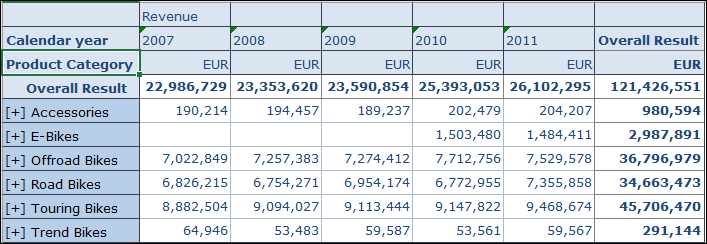 Revenue
Calendar year 2007 2008 2009 2010 2011 Overall Result
Product Category EUR EUR EUR EUR EUR EUR
Overall Result 22,986,729 23,353,620 23,590,854 25,393,053 26,102,295 121,426,551
[+] Accessories 190,214 194,457 189,237 202,479 204,207 980,594
[+] E-Bikes 1,503,480 1,484,411 2,987,891
[+] Offroad Bikes 7,022,849 7,257,383 7,274,412 7,712,756 7,529,578 36,796,979
[+] Road Bikes 6,826,215 6,754,271 6,954,174 6,772,955 7,355,858 34,663,473
[+] Touring Bikes 8,882,504 9,094,027 9,113,444 9,147,822 9,468,674 45,706,470
[+] Trend Bikes 64,946 53,483 59,587 53,561 59,567 291,144